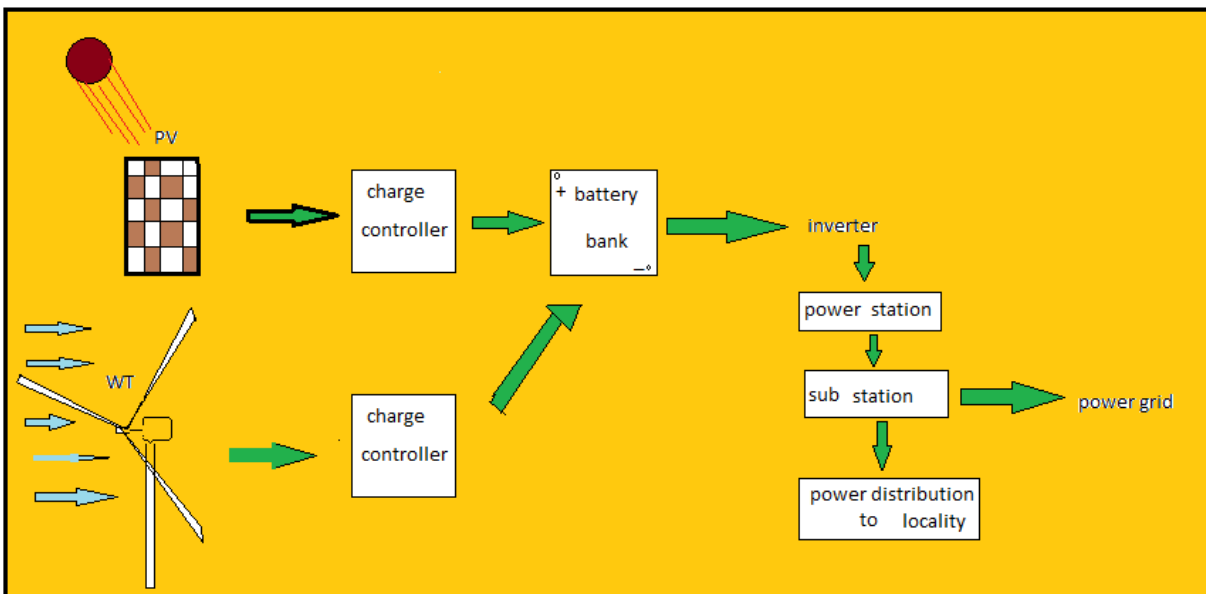 PV
charge
controller
+ battery
bank
—
inverter
power station
WT
sub station
power grid
charge
controller
power distribution
to locality